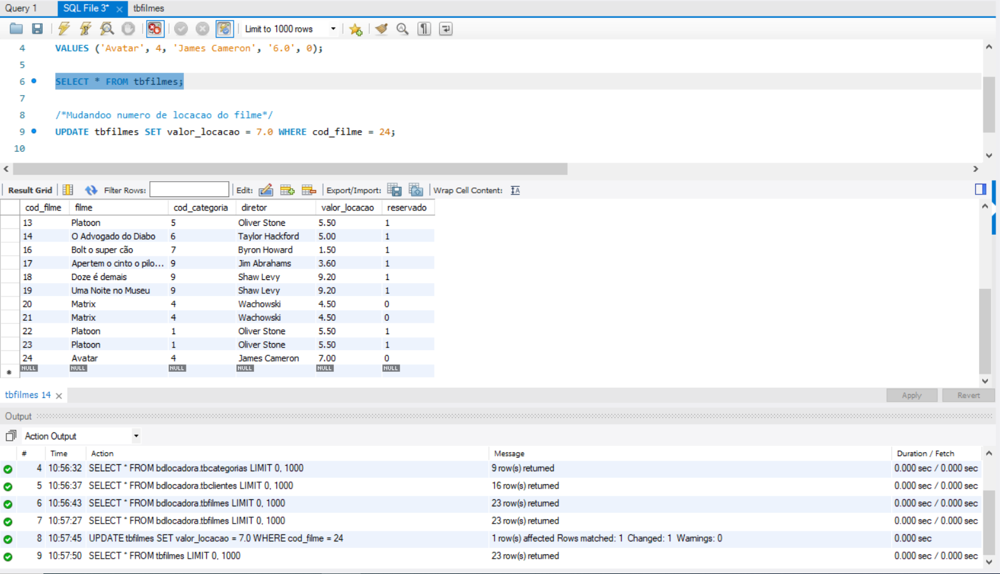 Query 1 SQL File 3* tbfilmes
Limit to 1000 rows
4 VALUES ('Avatar', 4, 'James Cameron', '6.0', 0);
5
6 SELECT * FROM tbfilmes;
7
8 /*Mudandoo numero de locacao do filme*/
9 UPDATE tbfilmes SET valor_locacao = 7.0 WHERE cod_filme = 24;
10
Result Grid Filter Rows: Edit: Export/Import: Wrap Cell Content:
cod_filme filme cod_categoria diretor valor_locacao reservado
13 Platoon 5 Oliver Stone 5.50 1
14 O Advogado do Diabo 6 Taylor Hackford 5.00 1
16 Bolt o super cão 7 Byron Howard 1.50 1
17 Apertem o cinto o pilo... 9 Jim Abrahams 3.60 1
18 Doze é demais 9 Shaw Levy 9.20 1
19 Uma Noite no Museu 9 Shaw Levy 9.20 1
20 Matrix 4 Wachowski 4.50 0
21 Matrix 4 Wachowski 4.50 0
22 Platoon 1 Oliver Stone 5.50 1
23 Platoon 1 Oliver Stone 5.50 1
24 Avatar 4 James Cameron 7.00 0
NULL NULL NULL NULL NULL NULL
tbfilmes 14 Apply Revert
Output
Action Output
# Time Action Message Duration / Fetch
4 10:56:32 SELECT * FROM bdlocadora.tbcategorias LIMIT 0, 1000 9 row(s) returned 0.000 sec / 0.000 sec
5 10:56:37 SELECT * FROM bdlocadora.tbclientes LIMIT 0, 1000 16 row(s) returned 0.000 sec / 0.000 sec
6 10:56:43 SELECT * FROM bdlocadora.tbfilmes LIMIT 0, 1000 23 row(s) returned 0.000 sec / 0.000 sec
7 10:57:27 SELECT * FROM bdlocadora.tbfilmes LIMIT 0, 1000 23 row(s) returned 0.000 sec / 0.000 sec
8 10:57:45 UPDATE tbfilmes SET valor_locacao = 7.0 WHERE cod_filme = 24 1 row(s) affected Rows matched: 1 Changed: 1 Warnings: 0 0.000 sec
9 10:57:50 SELECT * FROM tbfilmes LIMIT 0, 1000 23 row(s) returned 0.000 sec / 0.000 sec